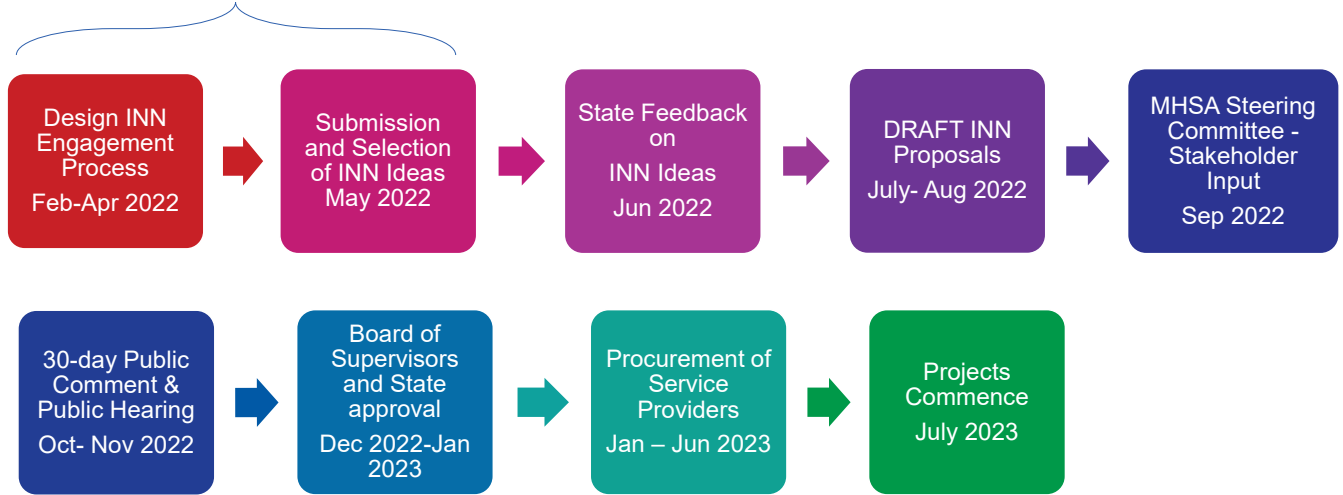 Design INN
Engagement
Process
Feb-Apr 2022
Submission
and Selection
of INN Ideas
May 2022
State Feedback
on
INN Ideas
Jun 2022
DRAFT INN
Proposals
July- Aug 2022
MHSA Steering
Committee -
Stakeholder
Input
Sep 2022
30-day Public
Comment &
Public Hearing
Oct- Nov 2022
Board of
Supervisors
and State
approval
Dec 2022-Jan
2023
Procurement of
Service
Providers
Jan – Jun 2023
Projects
Commence
July 2023